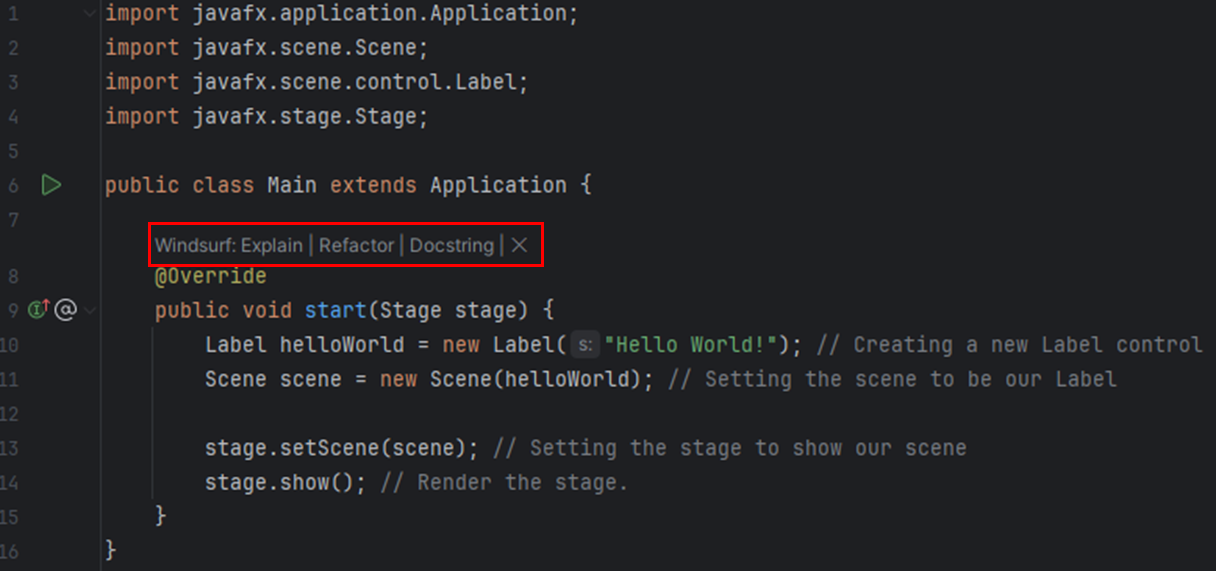 1 import javafx.application.Application;
2 import javafx.scene.Scene;
3 import javafx.scene.control.Label;
4 import javafx.stage.Stage;
5
6 public class Main extends Application {
7
Windsurf: Explain | Refactor | Docstring | ×
8 @Override
9 @ public void start(Stage stage) {
10 Label helloWorld = new Label( s: "Hello World!"); // Creating a new Label control
11 Scene scene = new Scene(helloWorld); // Setting the scene to be our Label
12
13 stage.setScene(scene); // Setting the stage to show our scene
14 stage.show(); // Render the stage.
15 }
16 }